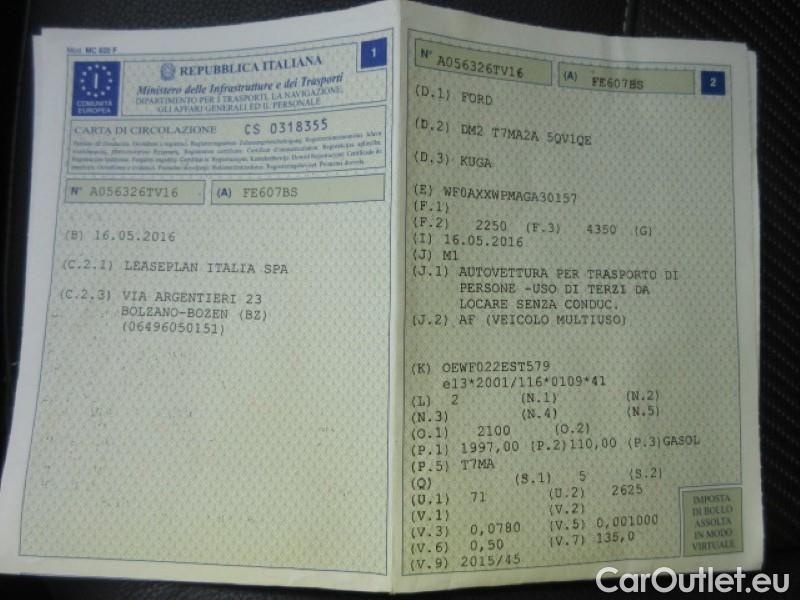 Mod. MC 820 F
1
I
COMUNITÀ
EUROPEA
REPUBBLICA ITALIANA
Ministero delle Infrastrutture e dei Trasporti
DIPARTIMENTO PER I TRASPORTI, LA NAVIGAZIONE,
GLI AFFARI GENERALI ED IL PERSONALE
CARTA DI CIRCOLAZIONE CS 0318355
N° A056326TV16 (A) FE607BS
(B) 16.05.2016
(C.2.1) LEASEPLAN ITALIA SPA
(C.2.3) VIA ARGENTIERI 23
BOLZANO-BOZEN (BZ)
(06496050151)
N° A056326TV16 (A) FE607BS 2
(D.1) FORD
(D.2) DM2 T7MA2A 5QV1QE
(D.3) KUGA
(E) WF0AXXWPMAGA30157
(F.1)
(F.2) 2250 (F.3) 4350 (G)
(I) 16.05.2016
(J) M1
(J.1) AUTOVETTURA PER TRASPORTO DI
PERSONE -USO DI TERZI DA
LOCARE SENZA CONDUC.
(J.2) AF (VEICOLO MULTIUSO)
(K) OEWF022EST579
e13*2001/116*0109*41
(L) 2 (N.1) (N.2)
(N.3) (N.4) (N.5)
(O.1) 2100 (O.2)
(P.1) 1997,00 (P.2)110,00 (P.3)GASOL
(P.5) T7MA
(Q) (S.1) 5 (S.2)
(U.1) 71 (U.2) 2625
(V.1) (V.2)
(V.3) 0,0780 (V.5) 0,001000
(V.6) 0,50 (V.7) 135,0
(V.9) 2015/45
IMPOSTA
DI BOLLO
ASSOLTA
IN MODO
VIRTUALE
CarOutlet.eu